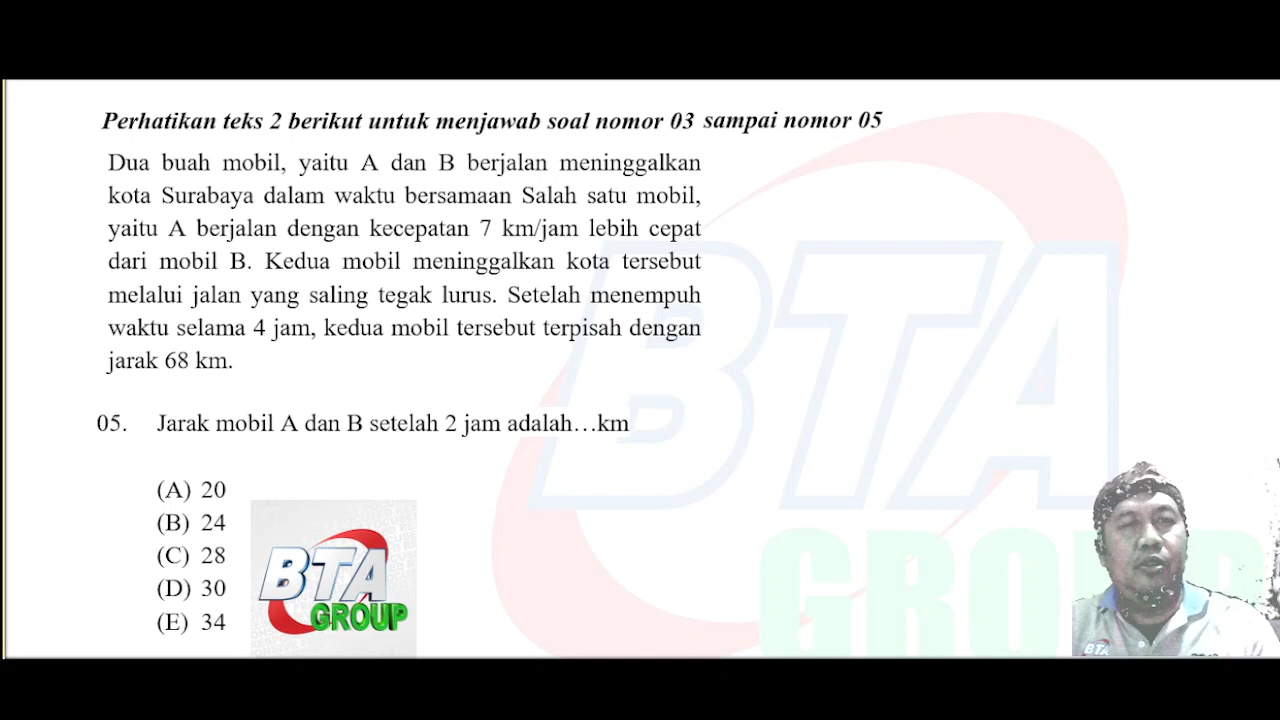 Perhatikan teks 2 berikut untuk menjawab soal nomor 03 sampai nomor 05
Dua buah mobil, yaitu A dan B berjalan meninggalkan
kota Surabaya dalam waktu bersamaan Salah satu mobil,
yaitu A berjalan dengan kecepatan 7 km/jam lebih cepat
dari mobil B. Kedua mobil meninggalkan kota tersebut
melalui jalan yang saling tegak lurus. Setelah menempuh
waktu selama 4 jam, kedua mobil tersebut terpisah dengan
jarak 68 km.
05. Jarak mobil A dan B setelah 2 jam adalah…km
(A) 20
(B) 24
(C) 28
(D) 30
(E) 34
BTA
GROUP
BTA
GROUP
BTA